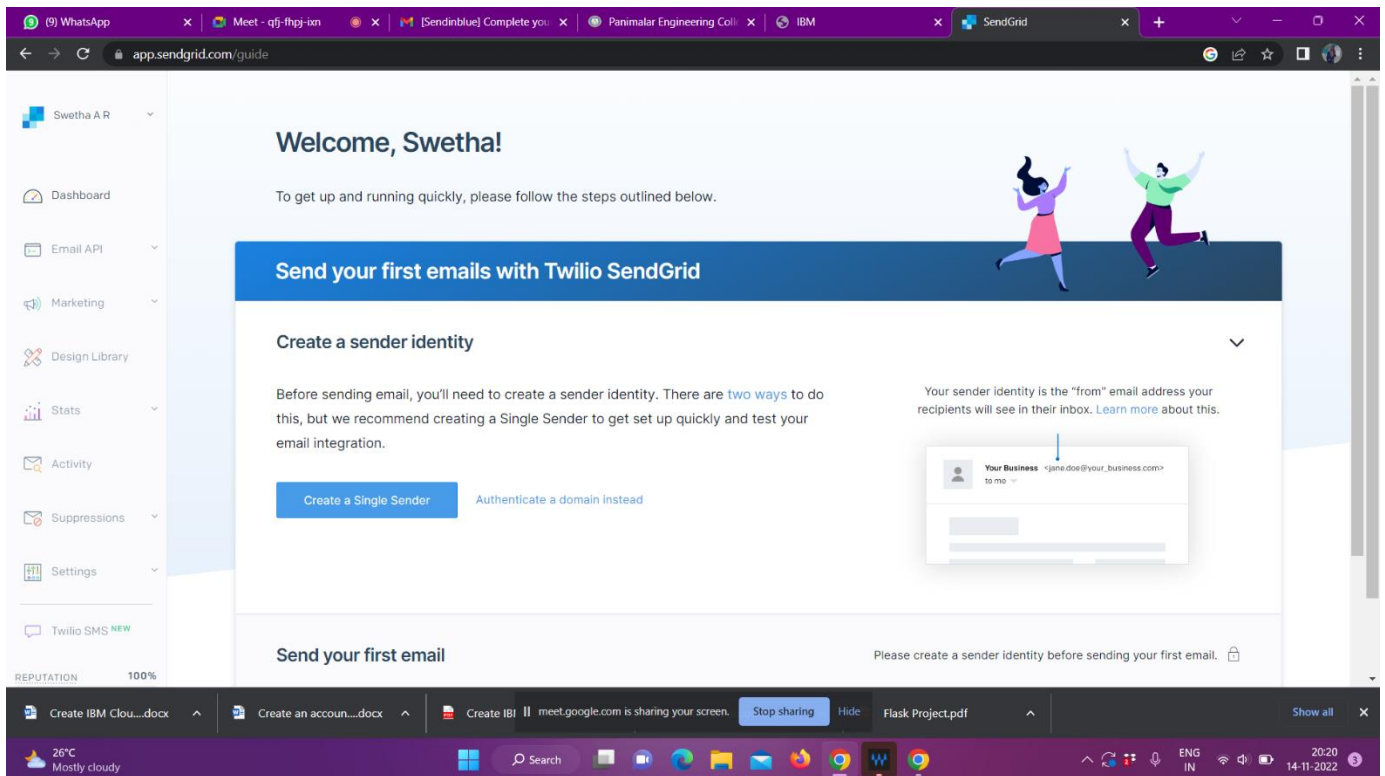 (9) WhatsApp
Meet - qfj-fhpj-ixn
[Sendinblue] Complete you
Panimalar Engineering Coll
IBM
SendGrid
app.sendgrid.com/guide
Swetha A R
Dashboard
Email API
Marketing
Design Library
Stats
Activity
Suppressions
Settings
Twilio SMS NEW
REPUTATION 100%
Welcome, Swetha!
To get up and running quickly, please follow the steps outlined below.
Send your first emails with Twilio SendGrid
Create a sender identity
Before sending email, you'll need to create a sender identity. There are two ways to do
this, but we recommend creating a Single Sender to get set up quickly and test your
email integration.
Create a Single Sender
Authenticate a domain instead
Your sender identity is the "from" email address your
recipients will see in their inbox. Learn more about this.
Your Business <jane.doe@your_business.com>
to me
Send your first email
Please create a sender identity before sending your first email.
Create IBM Clou....docx
Create an accoun....docx
Create IB
meet.google.com is sharing your screen.
Stop sharing
Hide
Flask Project.pdf
Show all
26°C
Mostly cloudy
Search
ENG
IN
20:20
14-11-2022
3